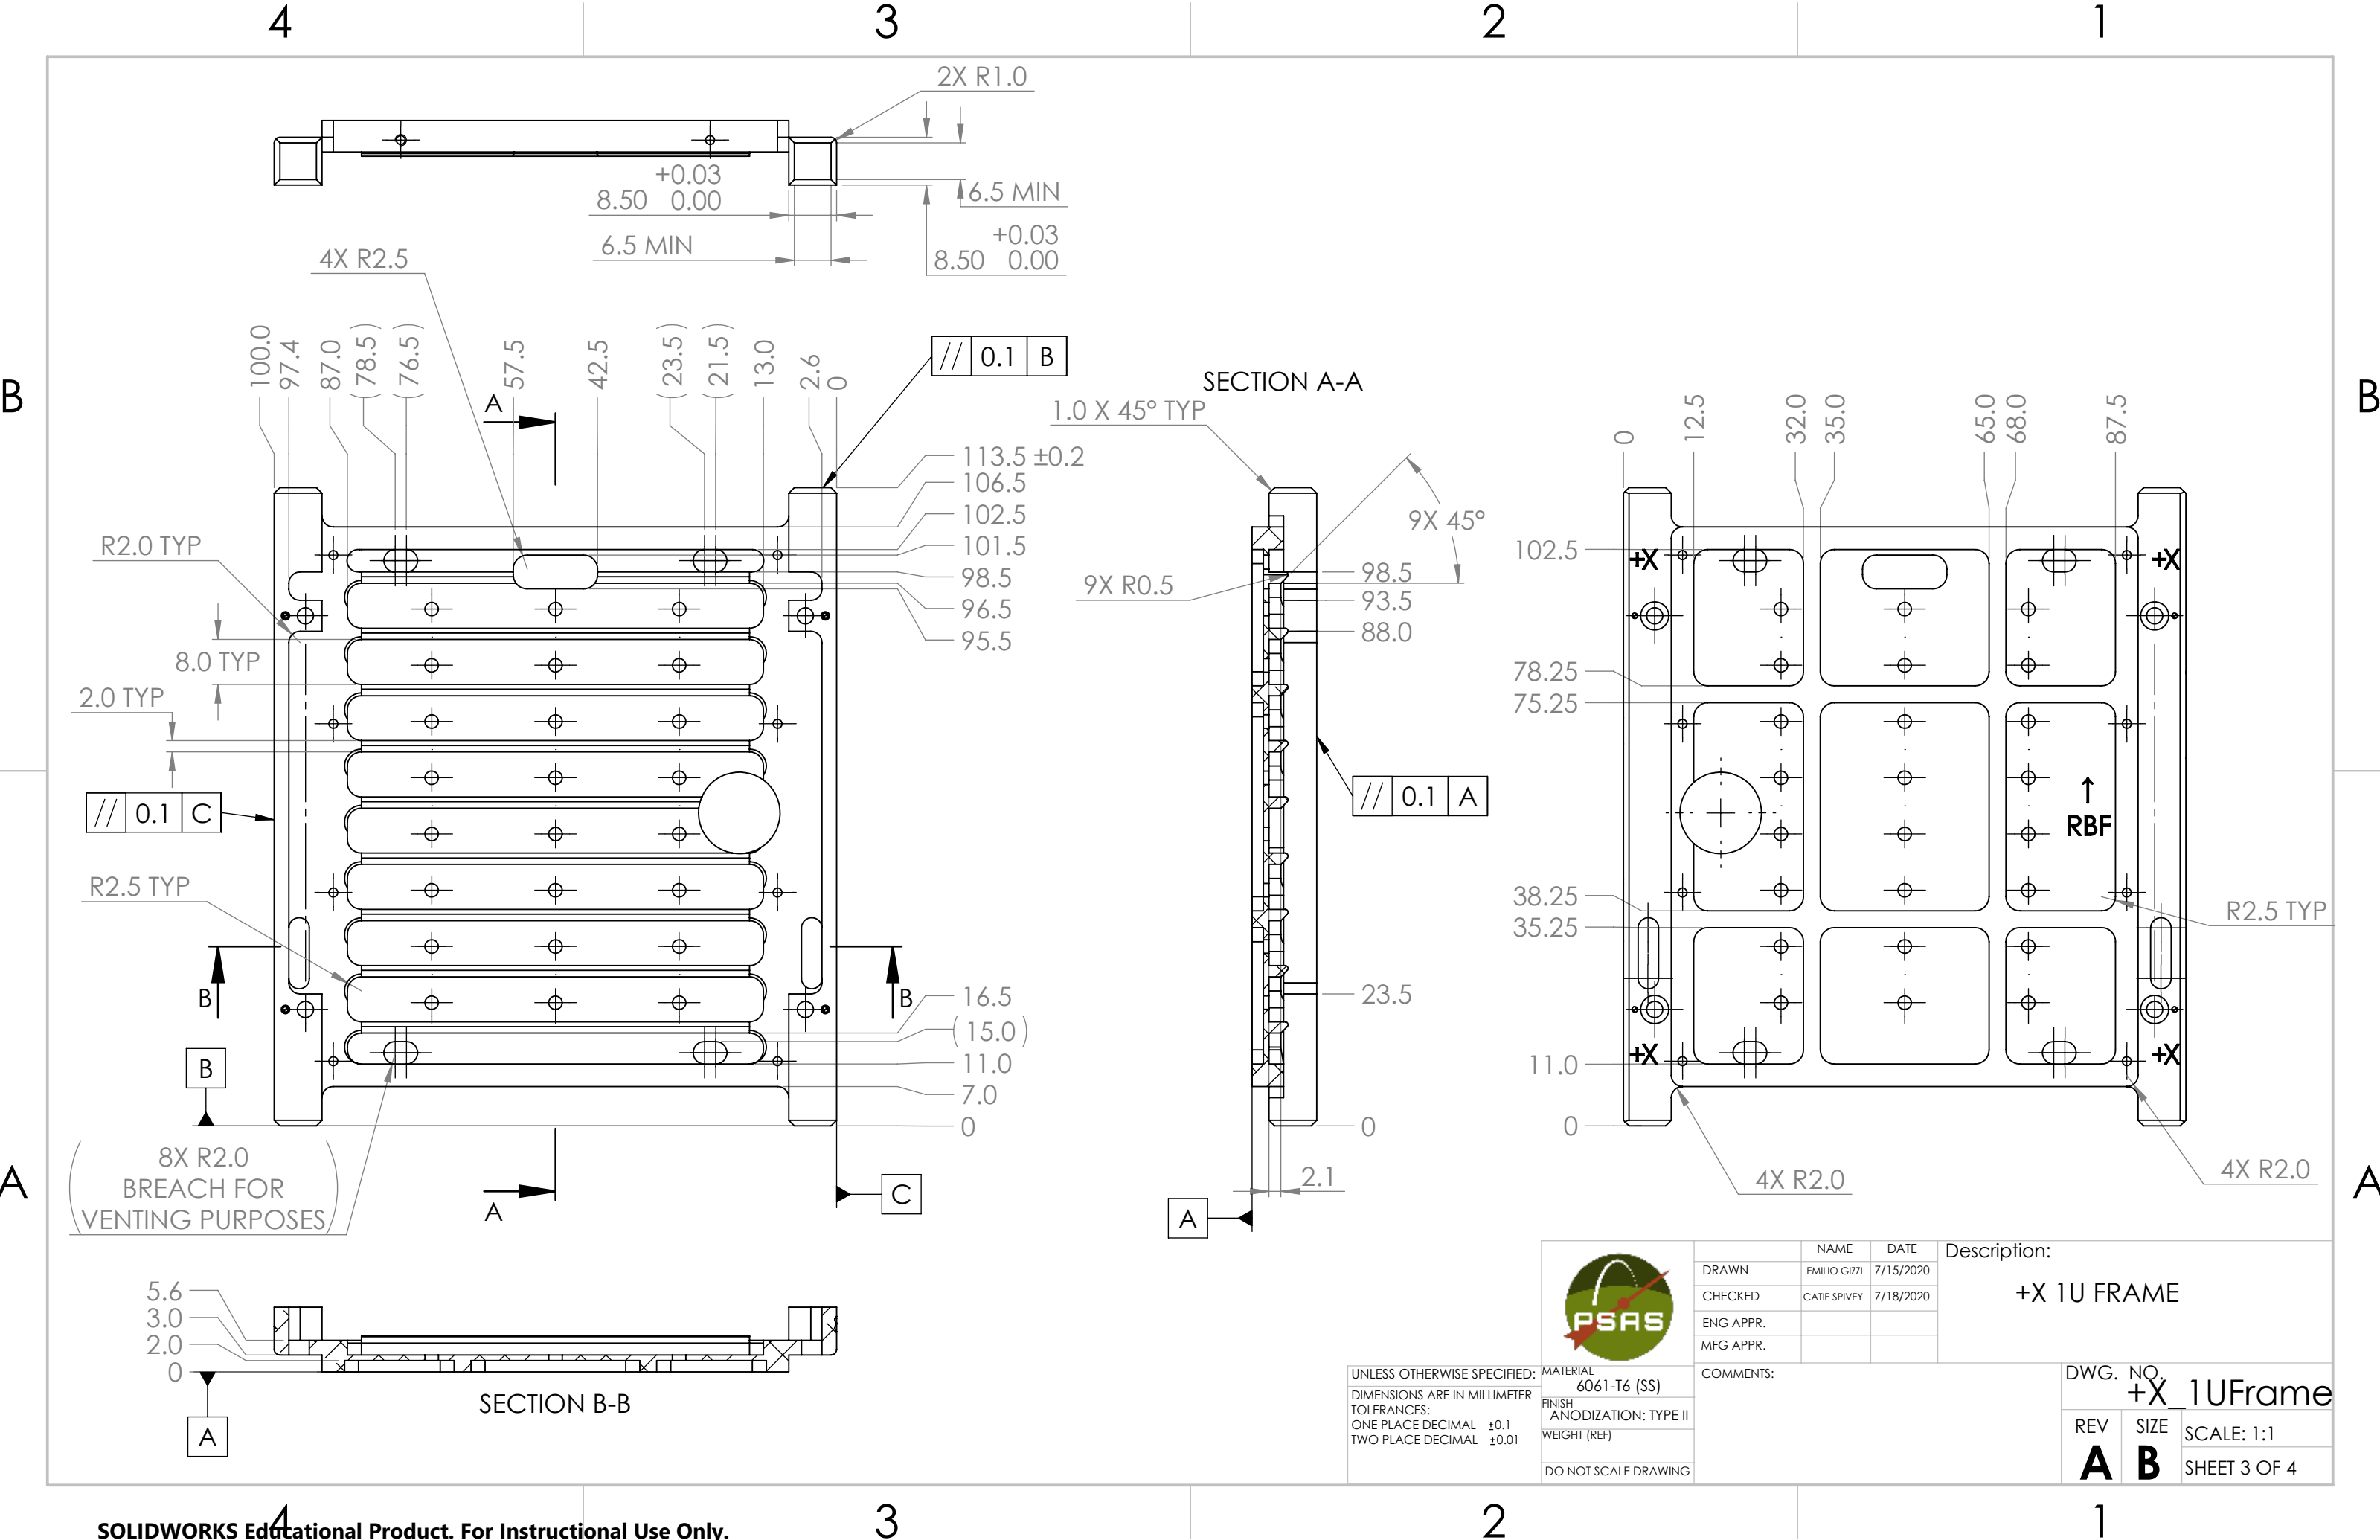 4
3
2
1
B
B
A
A
2X R1.0
+0.03
8.50 0.00
6.5 MIN
6.5 MIN
+0.03
8.50 0.00
4X R2.5
100.0
97.4
87.0
(78.5)
(76.5)
57.5
42.5
(23.5)
(21.5)
13.0
2.6
0
// 0.1 B
A
113.5 ±0.2
106.5
102.5
101.5
98.5
96.5
95.5
R2.0 TYP
8.0 TYP
2.0 TYP
// 0.1 C
R2.5 TYP
B
B
16.5
(15.0)
11.0
7.0
0
B
8X R2.0
BREACH FOR
VENTING PURPOSES
A
C
5.6
3.0
2.0
0
A
SECTION B-B
SECTION A-A
1.0 X 45° TYP
9X 45°
9X R0.5
98.5
93.5
88.0
// 0.1 A
23.5
0
2.1
A
0
12.5
32.0
35.0
65.0
68.0
87.5
102.5
78.25
75.25
38.25
35.25
11.0
0
+X
+X
RBF
R2.5 TYP
+X
+X
4X R2.0
4X R2.0
PSAS
NAME DATE
DRAWN EMILIO GIZZI 7/15/2020
CHECKED CATIE SPIVEY 7/18/2020
ENG APPR.
MFG APPR.
COMMENTS:
Description:
+X 1U FRAME
UNLESS OTHERWISE SPECIFIED:
DIMENSIONS ARE IN MILLIMETER
TOLERANCES:
ONE PLACE DECIMAL ±0.1
TWO PLACE DECIMAL ±0.01
MATERIAL
6061-T6 (SS)
FINISH
ANODIZATION: TYPE II
WEIGHT (REF)
DO NOT SCALE DRAWING
DWG. NO.
+X_1UFrame
REV
A
SIZE
B
SCALE: 1:1
SHEET 3 OF 4
4
3
2
1
SOLIDWORKS Educational Product. For Instructional Use Only.